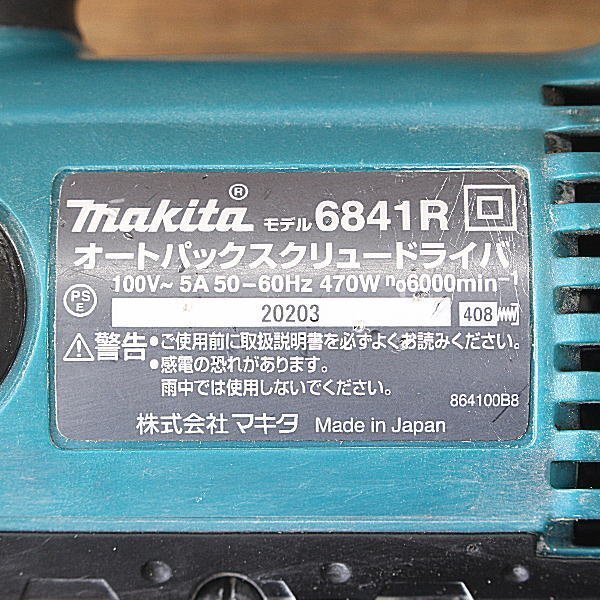 makita ® モデル 6841R
オートパックスクリュードライバ
100V~ 5A 50-60Hz 470W n₀6000min⁻¹
PS
E
20203 408
⚠警告 •ご使用前に取扱説明書を必ずよくお読みください。
•感電の恐れがあります。
雨中では使用しないでください。
864100B8
株式会社 マキタ Made in Japan